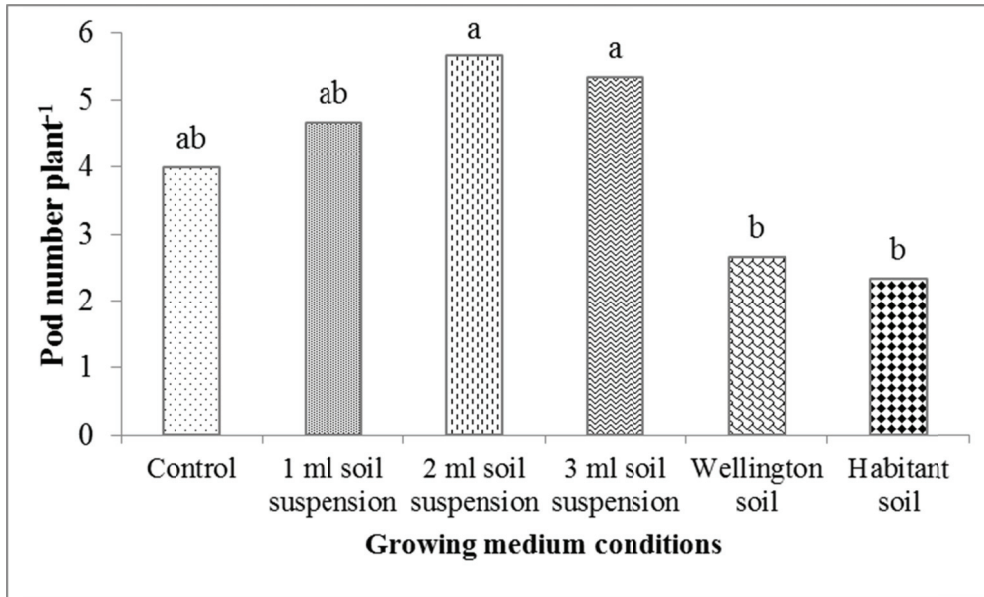 Pod number plant⁻¹
6
5
4
3
2
1
0
ab
ab
a
a
b
b
Control
1 ml soil suspension
2 ml soil suspension
3 ml soil suspension
Wellington soil
Habitant soil
Growing medium conditions